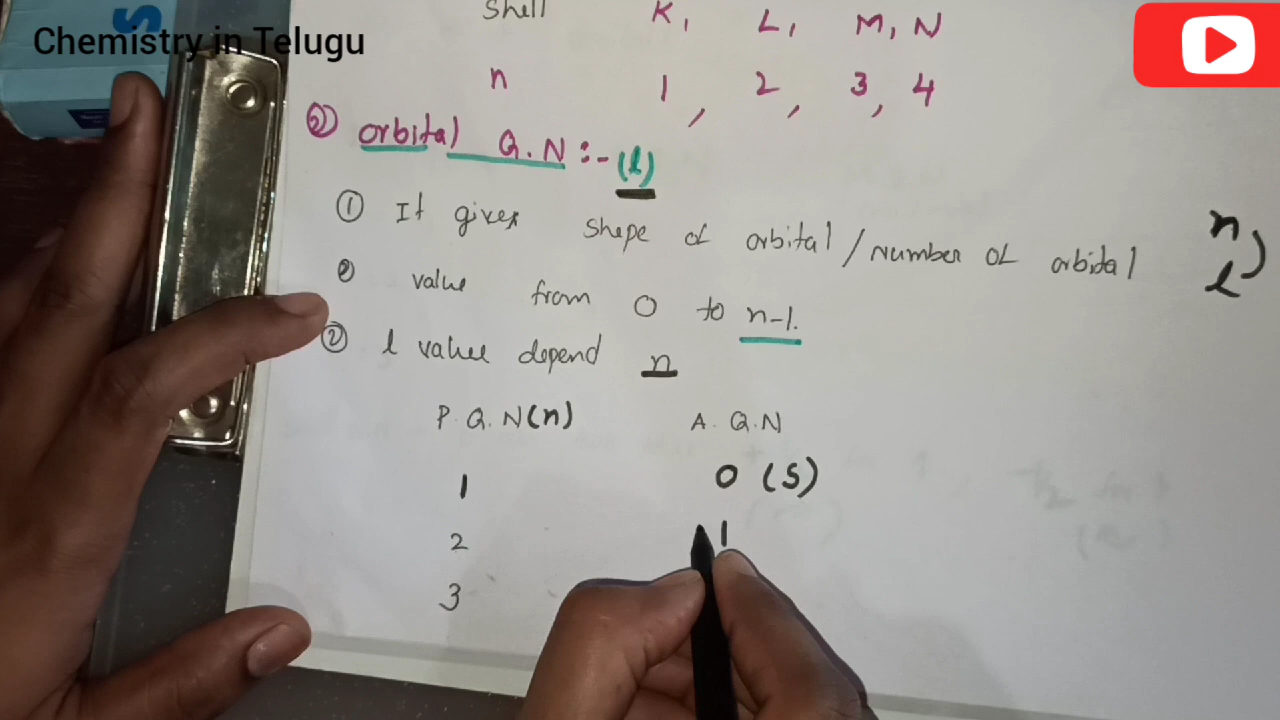 Chemistry in Telugu
Shell K, L, M, N
n 1, 2, 3, 4
② orbital Q.N :- (l)
① It gives shape of orbital / Number of orbital
n
l
② value from 0 to n-1.
② l value depend n
P. Q. N (n) A. Q. N
1 0 (S)
2 1
3